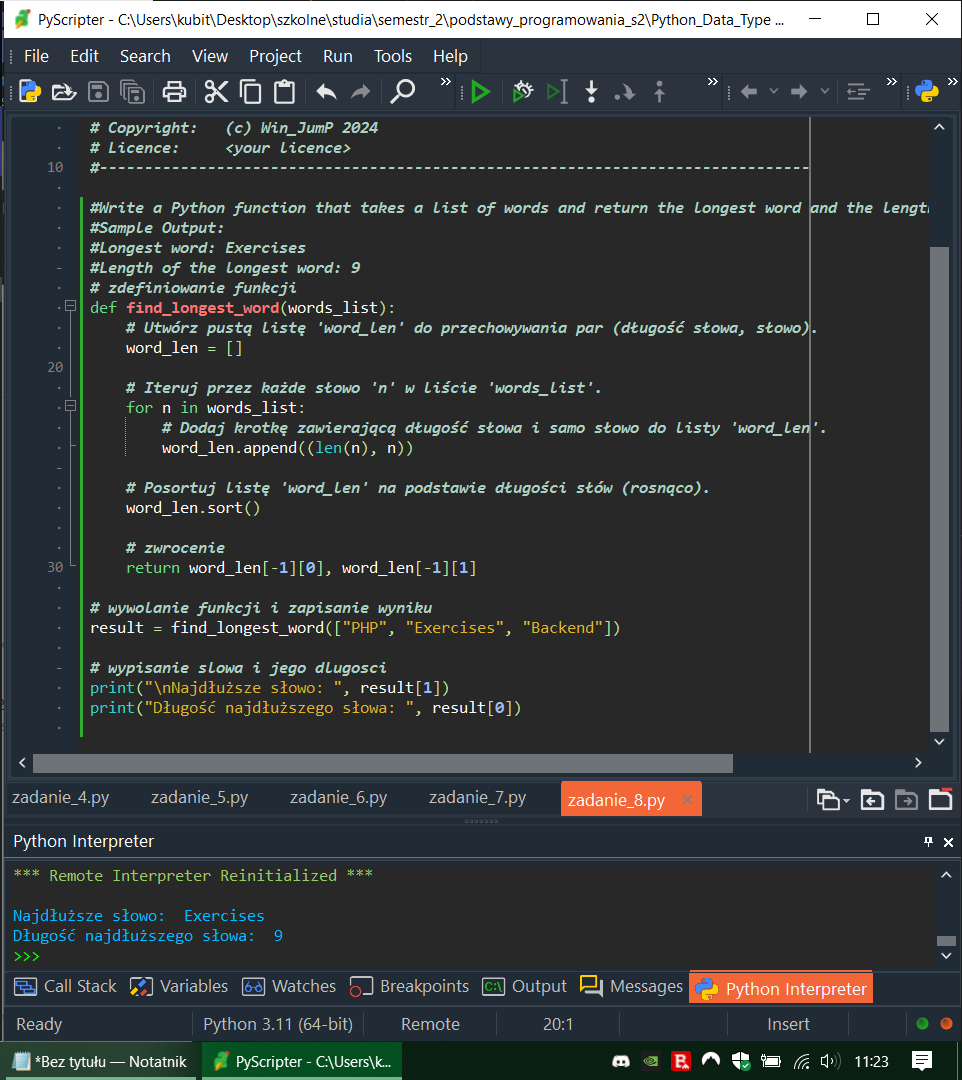 PyScripter - C:\Users\kubit\Desktop\szkolne\studia\semestr_2\podstawy_programowania_s2\Python_Data_Type ...
File Edit Search View Project Run Tools Help
# Copyright: (c) Win_JumP 2024
# Licence: <your licence>
10 #-------------------------------------------------------------------------------
#Write a Python function that takes a list of words and return the longest word and the lengt
#Sample Output:
#Longest word: Exercises
#Length of the longest word: 9
# zdefiniowanie funkcji
def find_longest_word(words_list):
# Utwórz pustą listę 'word_len' do przechowywania par (długość słowa, słowo).
word_len = []
20
# Iteruj przez każde słowo 'n' w liście 'words_list'.
for n in words_list:
# Dodaj krotkę zawierającą długość słowa i samo słowo do listy 'word_len'.
word_len.append((len(n), n))
# Posortuj listę 'word_len' na podstawie długości słów (rosnąco).
word_len.sort()
# zwrocenie
30 return word_len[-1][0], word_len[-1][1]
# wywolanie funkcji i zapisanie wyniku
result = find_longest_word(["PHP", "Exercises", "Backend"])
# wypisanie slowa i jego dlugosci
print("\nNajdłuższe słowo: ", result[1])
print("Długość najdłuższego słowa: ", result[0])
zadanie_4.py zadanie_5.py zadanie_6.py zadanie_7.py zadanie_8.py
Python Interpreter
*** Remote Interpreter Reinitialized ***
Najdłuższe słowo:  Exercises
Długość najdłuższego słowa:  9
>>>
Call Stack Variables Watches Breakpoints Output Messages Python Interpreter
Ready Python 3.11 (64-bit) Remote 20:1 Insert
*Bez tytułu — Notatnik PyScripter - C:\Users\k... 11:23